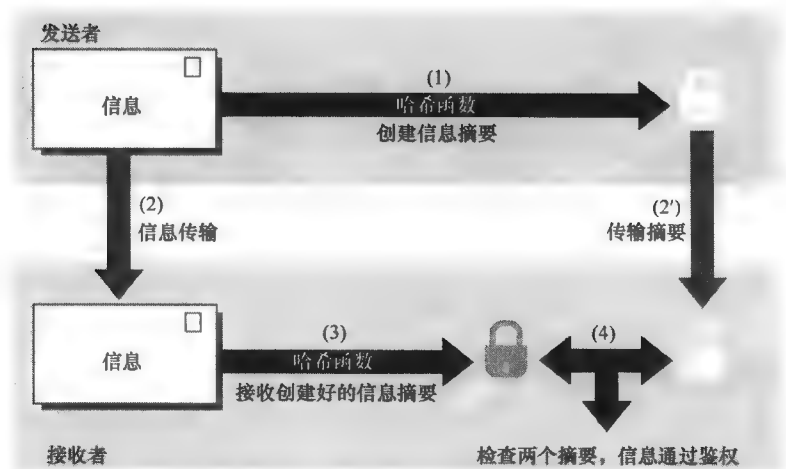 发送者
信息
(1)
哈希函数
创建信息摘要
(2)
信息传输
(2')
传输摘要
信息
(3)
哈希函数
接收创建好的信息摘要
(4)
接收者
检查两个摘要，信息通过鉴权